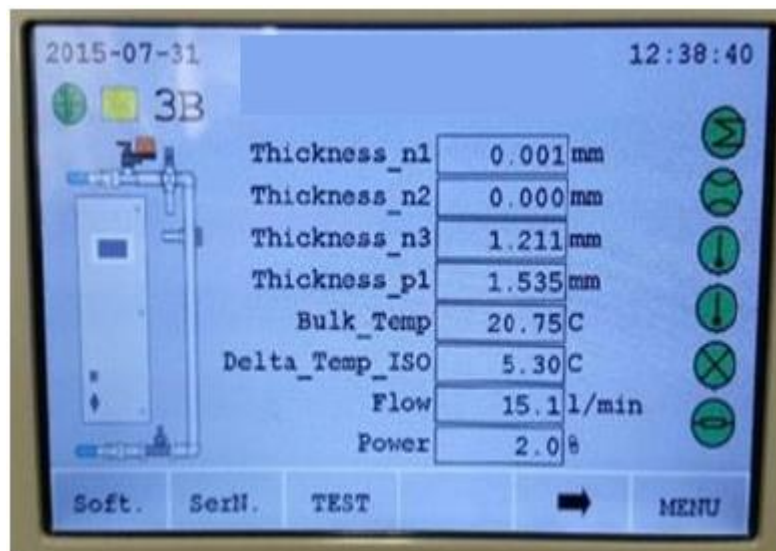 2015-07-31 12:38:40
3B
Thickness_n1 0.001 mm
Thickness_n2 0.000 mm
Thickness_n3 1.211 mm
Thickness_p1 1.535 mm
Bulk_Temp 20.75 C
Delta_Temp_ISO 5.30 C
Flow 15.1 l/min
Power 2.0 %
Soft. SerN. TEST MENU